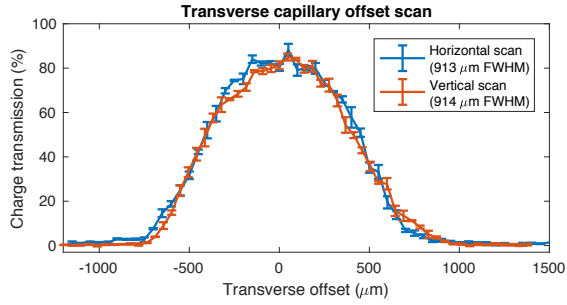 Transverse capillary offset scan
Charge transmission (%)
100
80
60
40
20
0
Horizontal scan
(913 μm FWHM)
Vertical scan
(914 μm FWHM)
-1000 -500 0 500 1000 1500
Transverse offset (μm)